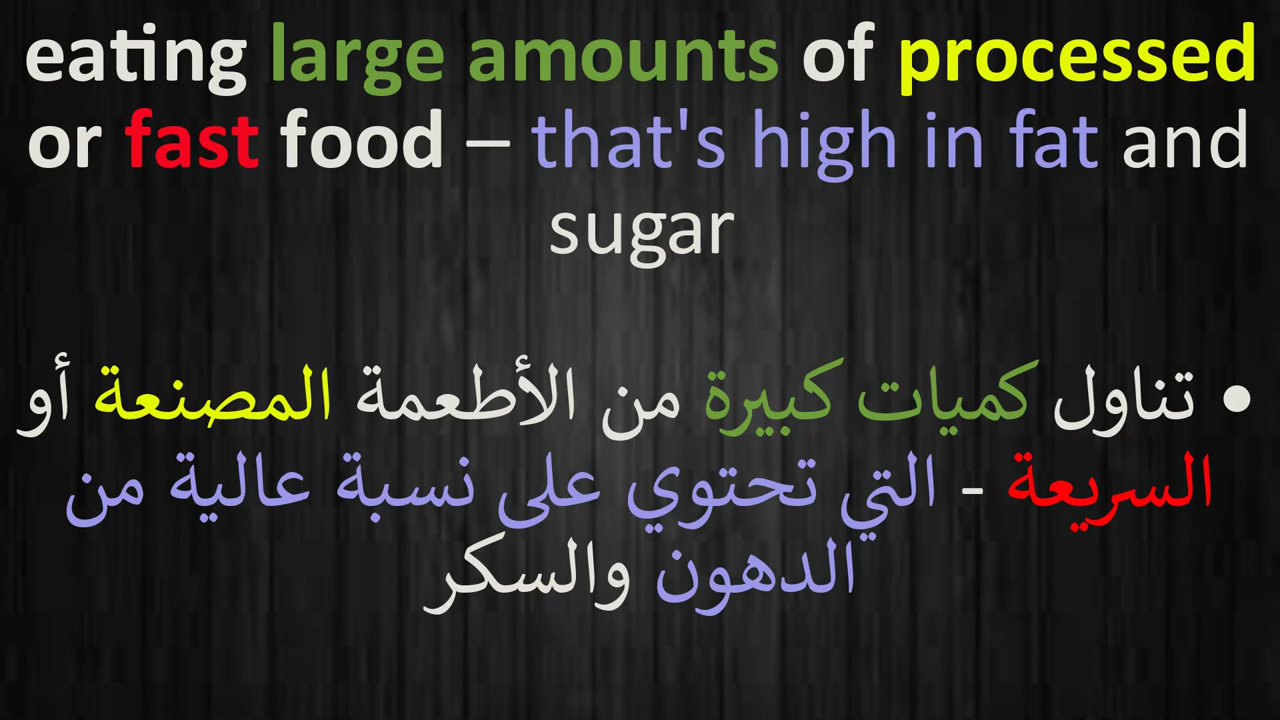 eating large amounts of processed
or fast food – that's high in fat and
sugar
• تناول كميات كبيرة من الأطعمة المصنعة أو
السريعة - التي تحتوي على نسبة عالية من
الدهون والسكر